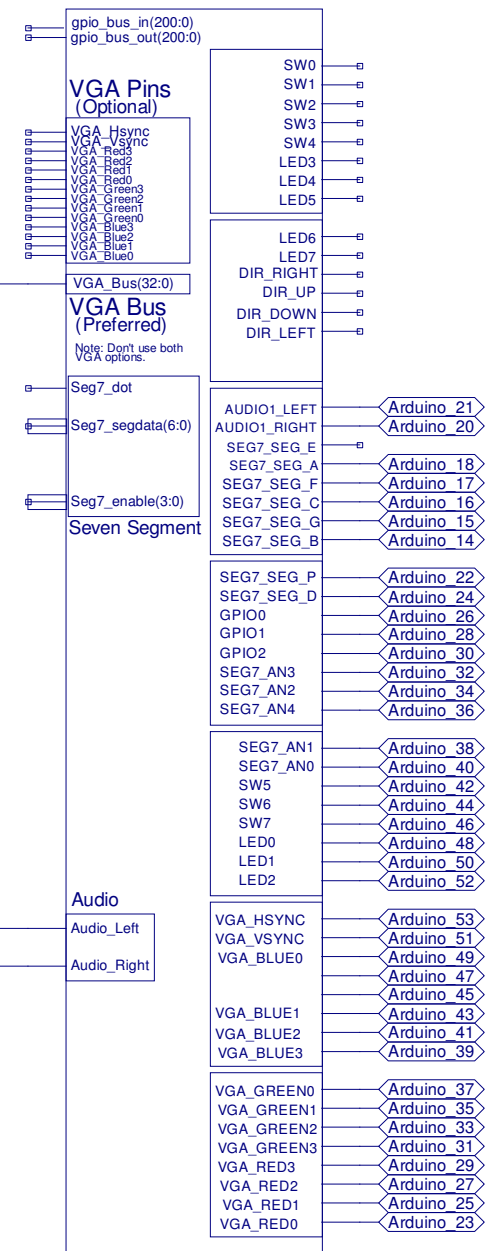 gpio_bus_in(200:0)
gpio_bus_out(200:0)
VGA Pins
(Optional)
VGA_Hsync
VGA_Vsync
VGA_Red3
VGA_Red2
VGA_Red1
VGA_Red0
VGA_Green3
VGA_Green2
VGA_Green1
VGA_Green0
VGA_Blue3
VGA_Blue2
VGA_Blue1
VGA_Blue0
VGA_Bus(32:0)
VGA Bus
(Preferred)
Note: Don't use both
VGA options.
Seg7_dot
Seg7_segdata(6:0)
Seg7_enable(3:0)
Seven Segment
Audio
Audio_Left
Audio_Right
SW0
SW1
SW2
SW3
SW4
LED3
LED4
LED5
LED6
LED7
DIR_RIGHT
DIR_UP
DIR_DOWN
DIR_LEFT
AUDIO1_LEFT Arduino_21
AUDIO1_RIGHT Arduino_20
SEG7_SEG_E
SEG7_SEG_A Arduino_18
SEG7_SEG_F Arduino_17
SEG7_SEG_C Arduino_16
SEG7_SEG_G Arduino_15
SEG7_SEG_B Arduino_14
SEG7_SEG_P Arduino_22
SEG7_SEG_D Arduino_24
GPIO0 Arduino_26
GPIO1 Arduino_28
GPIO2 Arduino_30
SEG7_AN3 Arduino_32
SEG7_AN2 Arduino_34
SEG7_AN4 Arduino_36
SEG7_AN1 Arduino_38
SEG7_AN0 Arduino_40
SW5 Arduino_42
SW6 Arduino_44
SW7 Arduino_46
LED0 Arduino_48
LED1 Arduino_50
LED2 Arduino_52
VGA_HSYNC Arduino_53
VGA_VSYNC Arduino_51
VGA_BLUE0 Arduino_49
Arduino_47
Arduino_45
VGA_BLUE1 Arduino_43
VGA_BLUE2 Arduino_41
VGA_BLUE3 Arduino_39
VGA_GREEN0 Arduino_37
VGA_GREEN1 Arduino_35
VGA_GREEN2 Arduino_33
VGA_GREEN3 Arduino_31
VGA_RED3 Arduino_29
VGA_RED2 Arduino_27
VGA_RED1 Arduino_25
VGA_RED0 Arduino_23